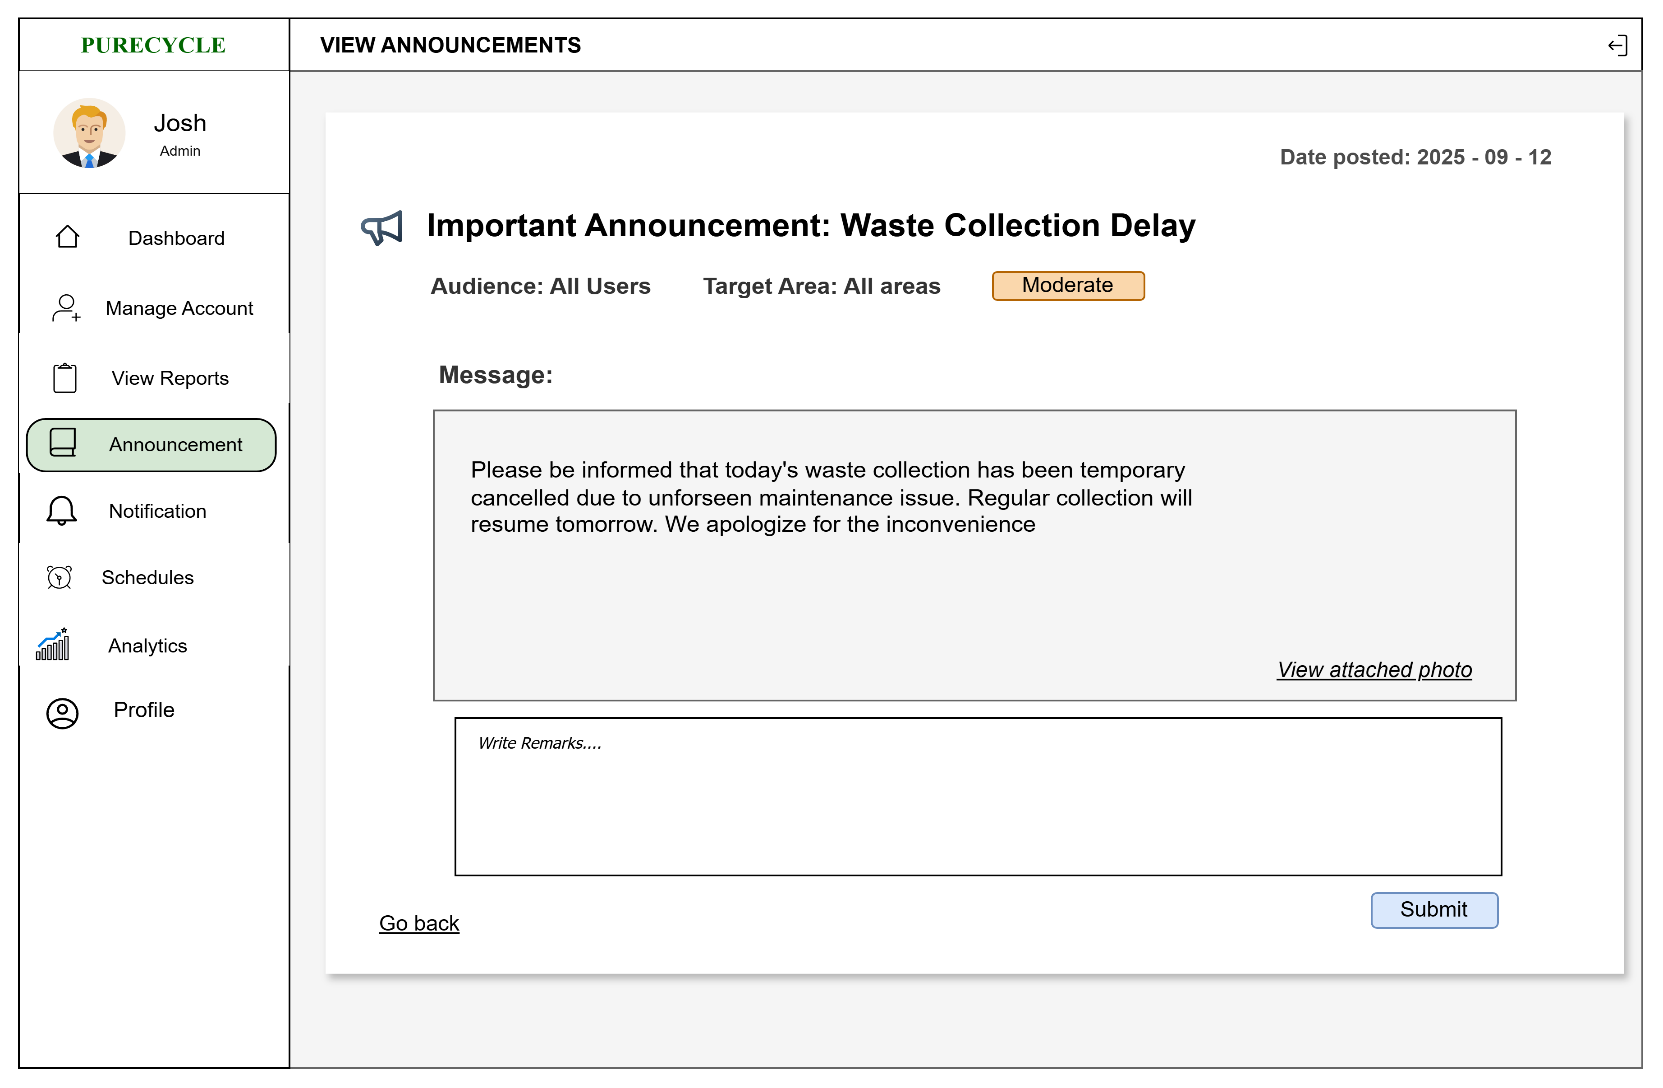 PURECYCLE
VIEW ANNOUNCEMENTS
Josh
Admin
Dashboard
Manage Account
View Reports
Announcement
Notification
Schedules
Analytics
Profile
Date posted: 2025 - 09 - 12
Important Announcement: Waste Collection Delay
Audience: All Users
Target Area: All areas
Moderate
Message:
Please be informed that today's waste collection has been temporary
cancelled due to unforseen maintenance issue. Regular collection will
resume tomorrow. We apologize for the inconvenience
View attached photo
Write Remarks....
Go back
Submit